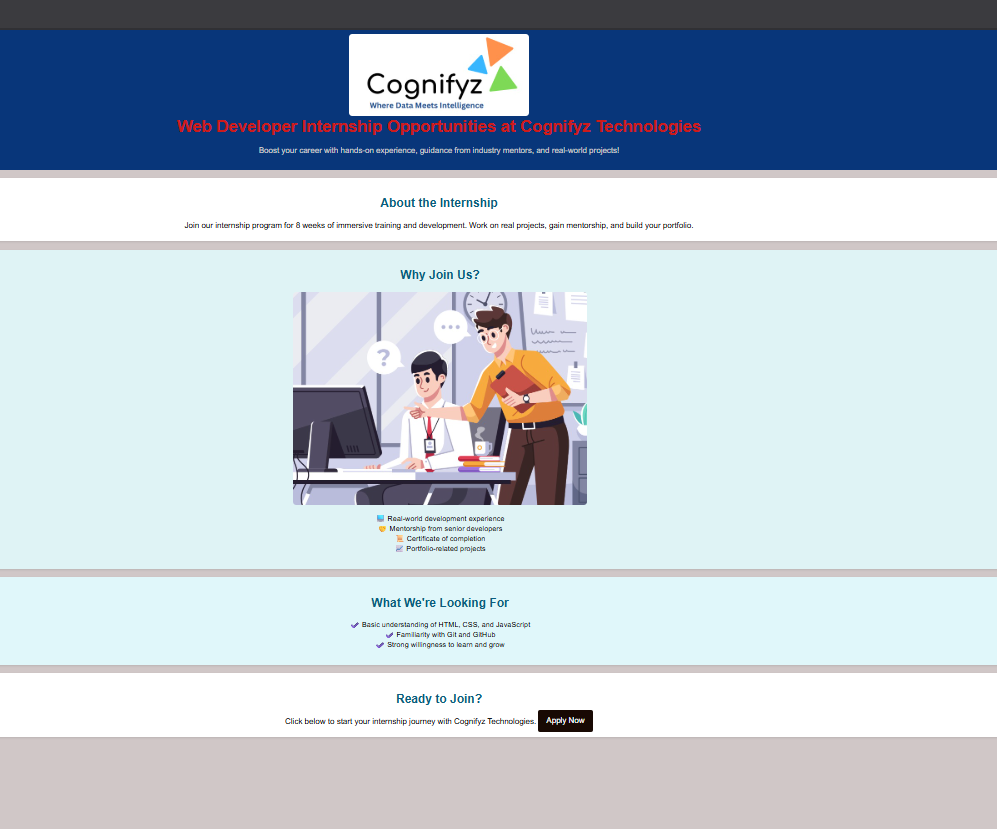 Cognifyz
Where Data Meets Intelligence
Web Developer Internship Opportunities at Cognifyz Technologies
Boost your career with hands-on experience, guidance from industry mentors, and real-world projects!
About the Internship
Join our internship program for 8 weeks of immersive training and development. Work on real projects, gain mentorship, and build your portfolio.
Why Join Us?
?
Real-world development experience
Mentorship from senior developers
Certificate of completion
Portfolio-related projects
What We're Looking For
Basic understanding of HTML, CSS, and JavaScript
Familiarity with Git and GitHub
Strong willingness to learn and grow
Ready to Join?
Click below to start your internship journey with Cognifyz Technologies. Apply Now